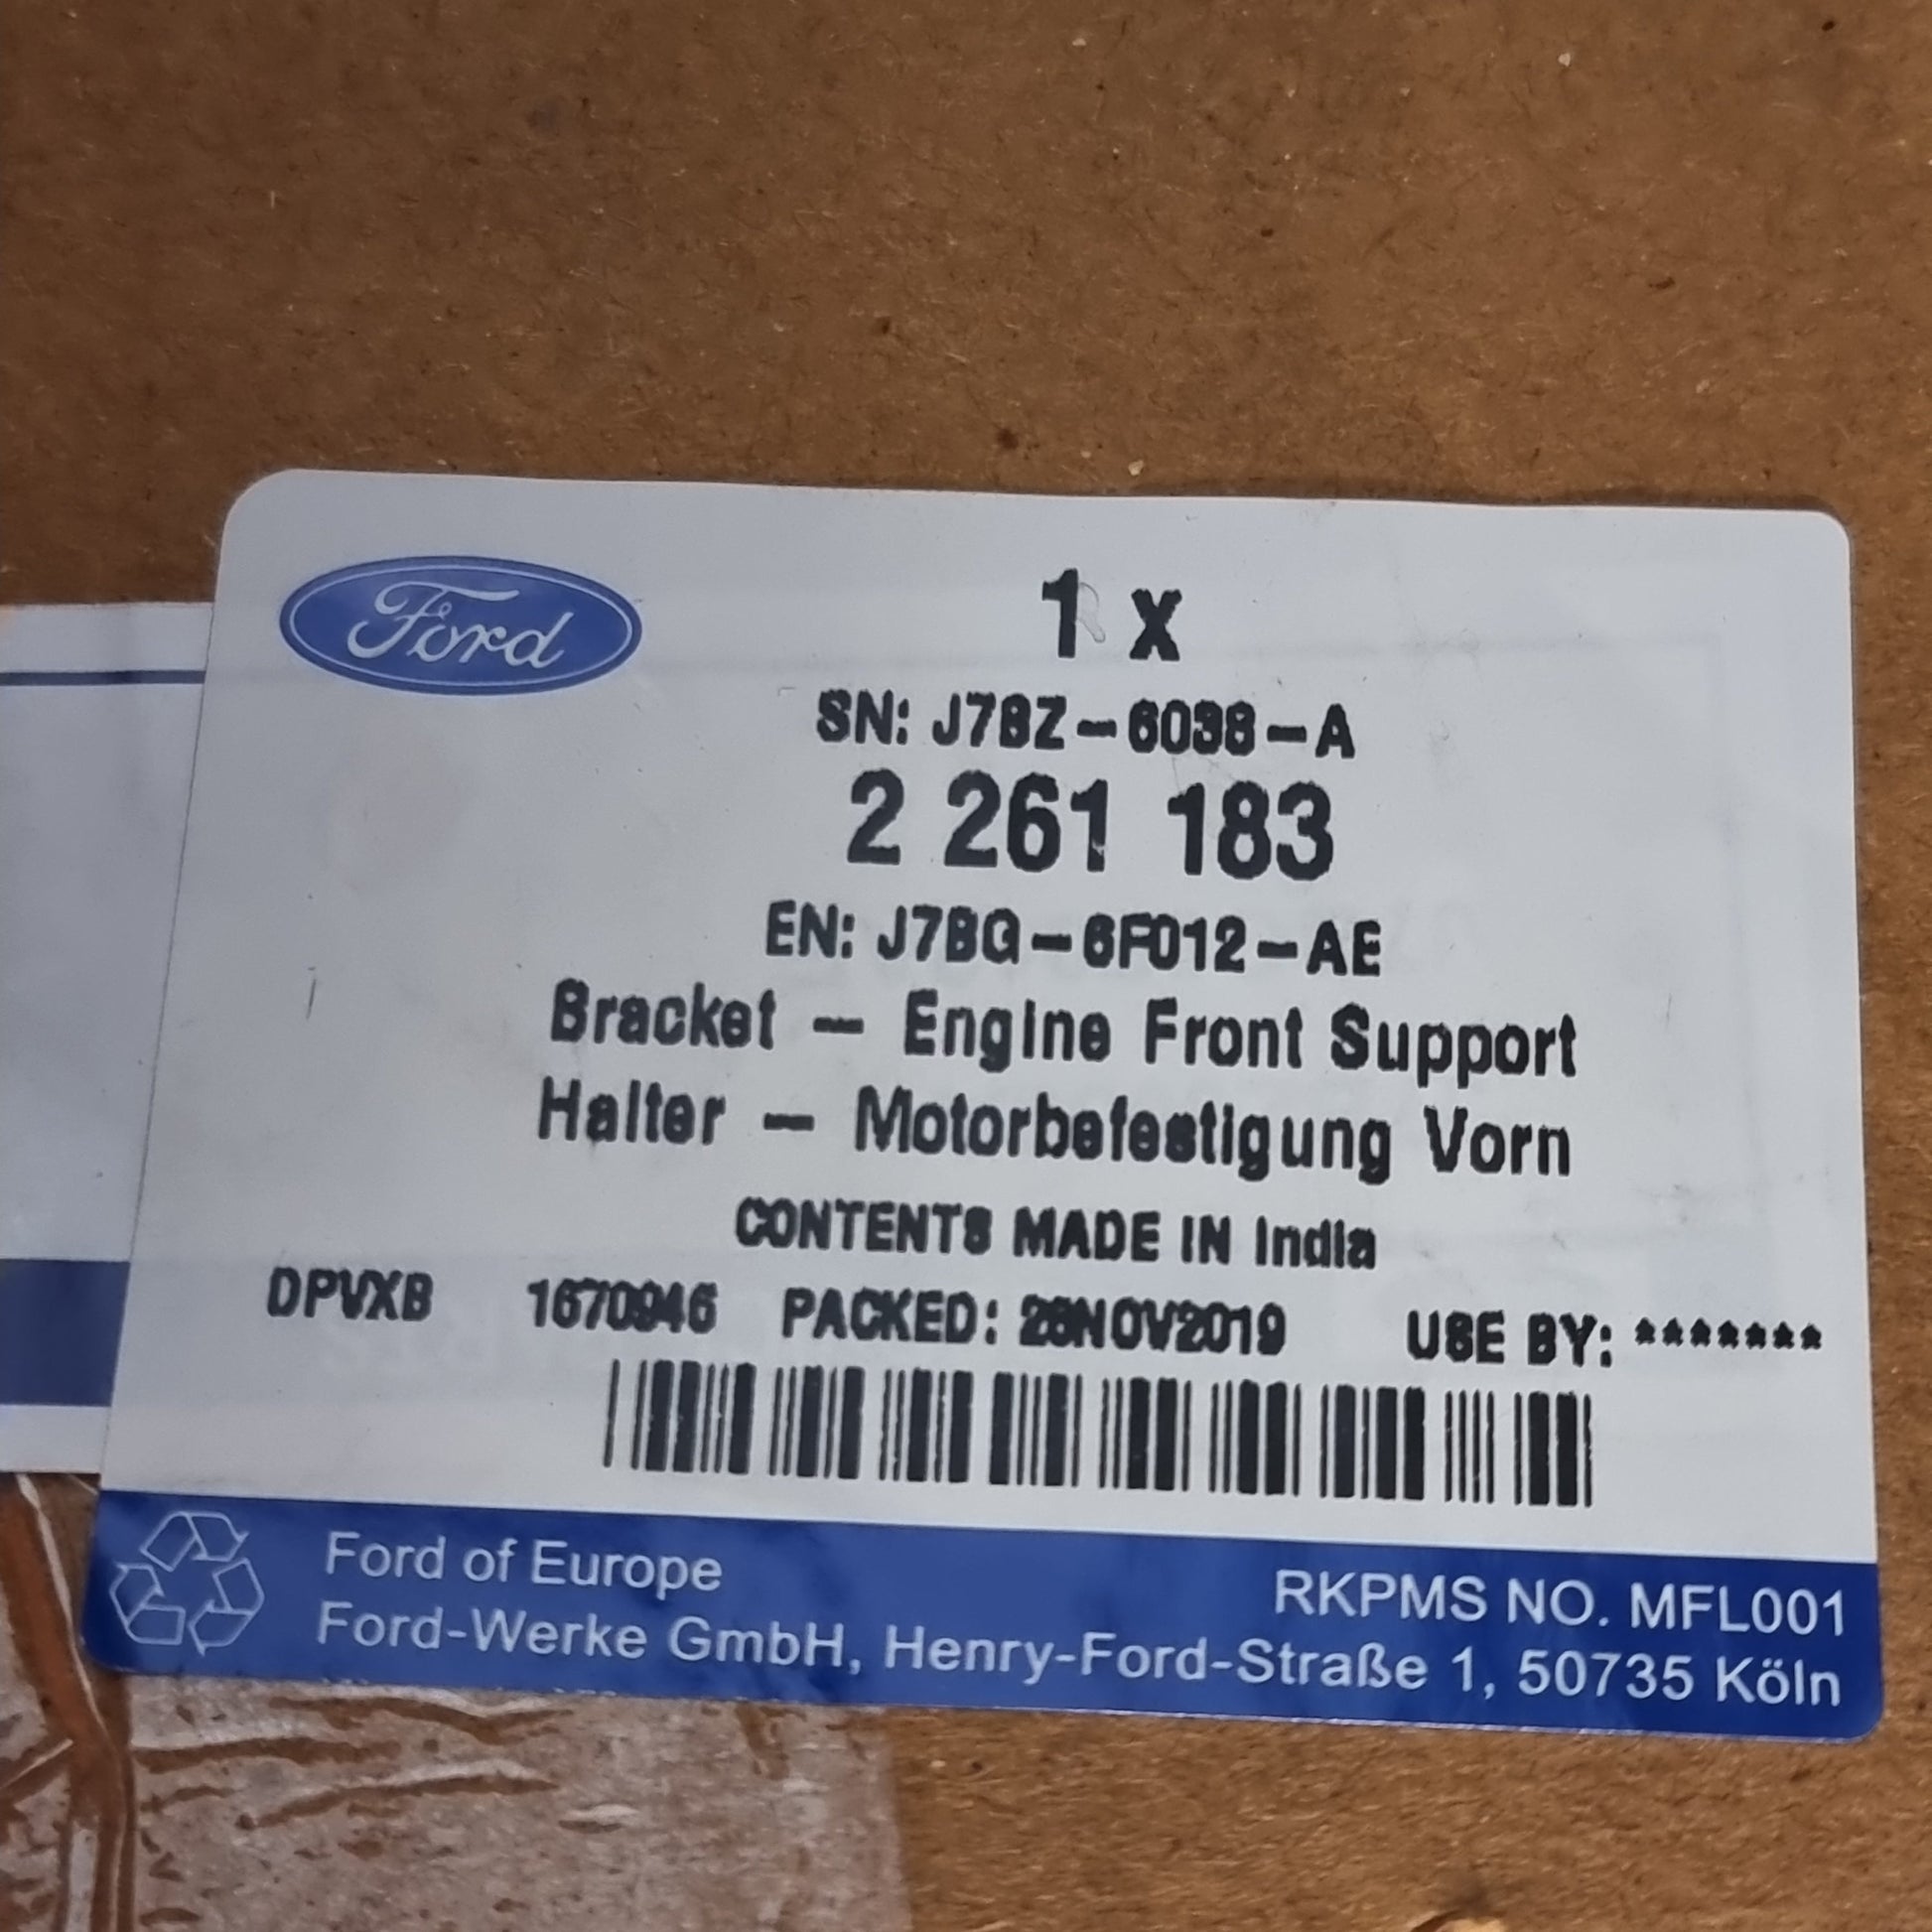 Ford
1 x
SN: J7BZ-6038-A
2 261 183
EN: J7BG-6F012-AE
Bracket - Engine Front Support
Halter - Motorbefestigung Vorn
CONTENTS MADE IN India
DPVXB 1670946 PACKED: 26NOV2019 USE BY: *******
Ford of Europe
RKPMS NO. MFL001
Ford-Werke GmbH, Henry-Ford-Straße 1, 50735 Köln